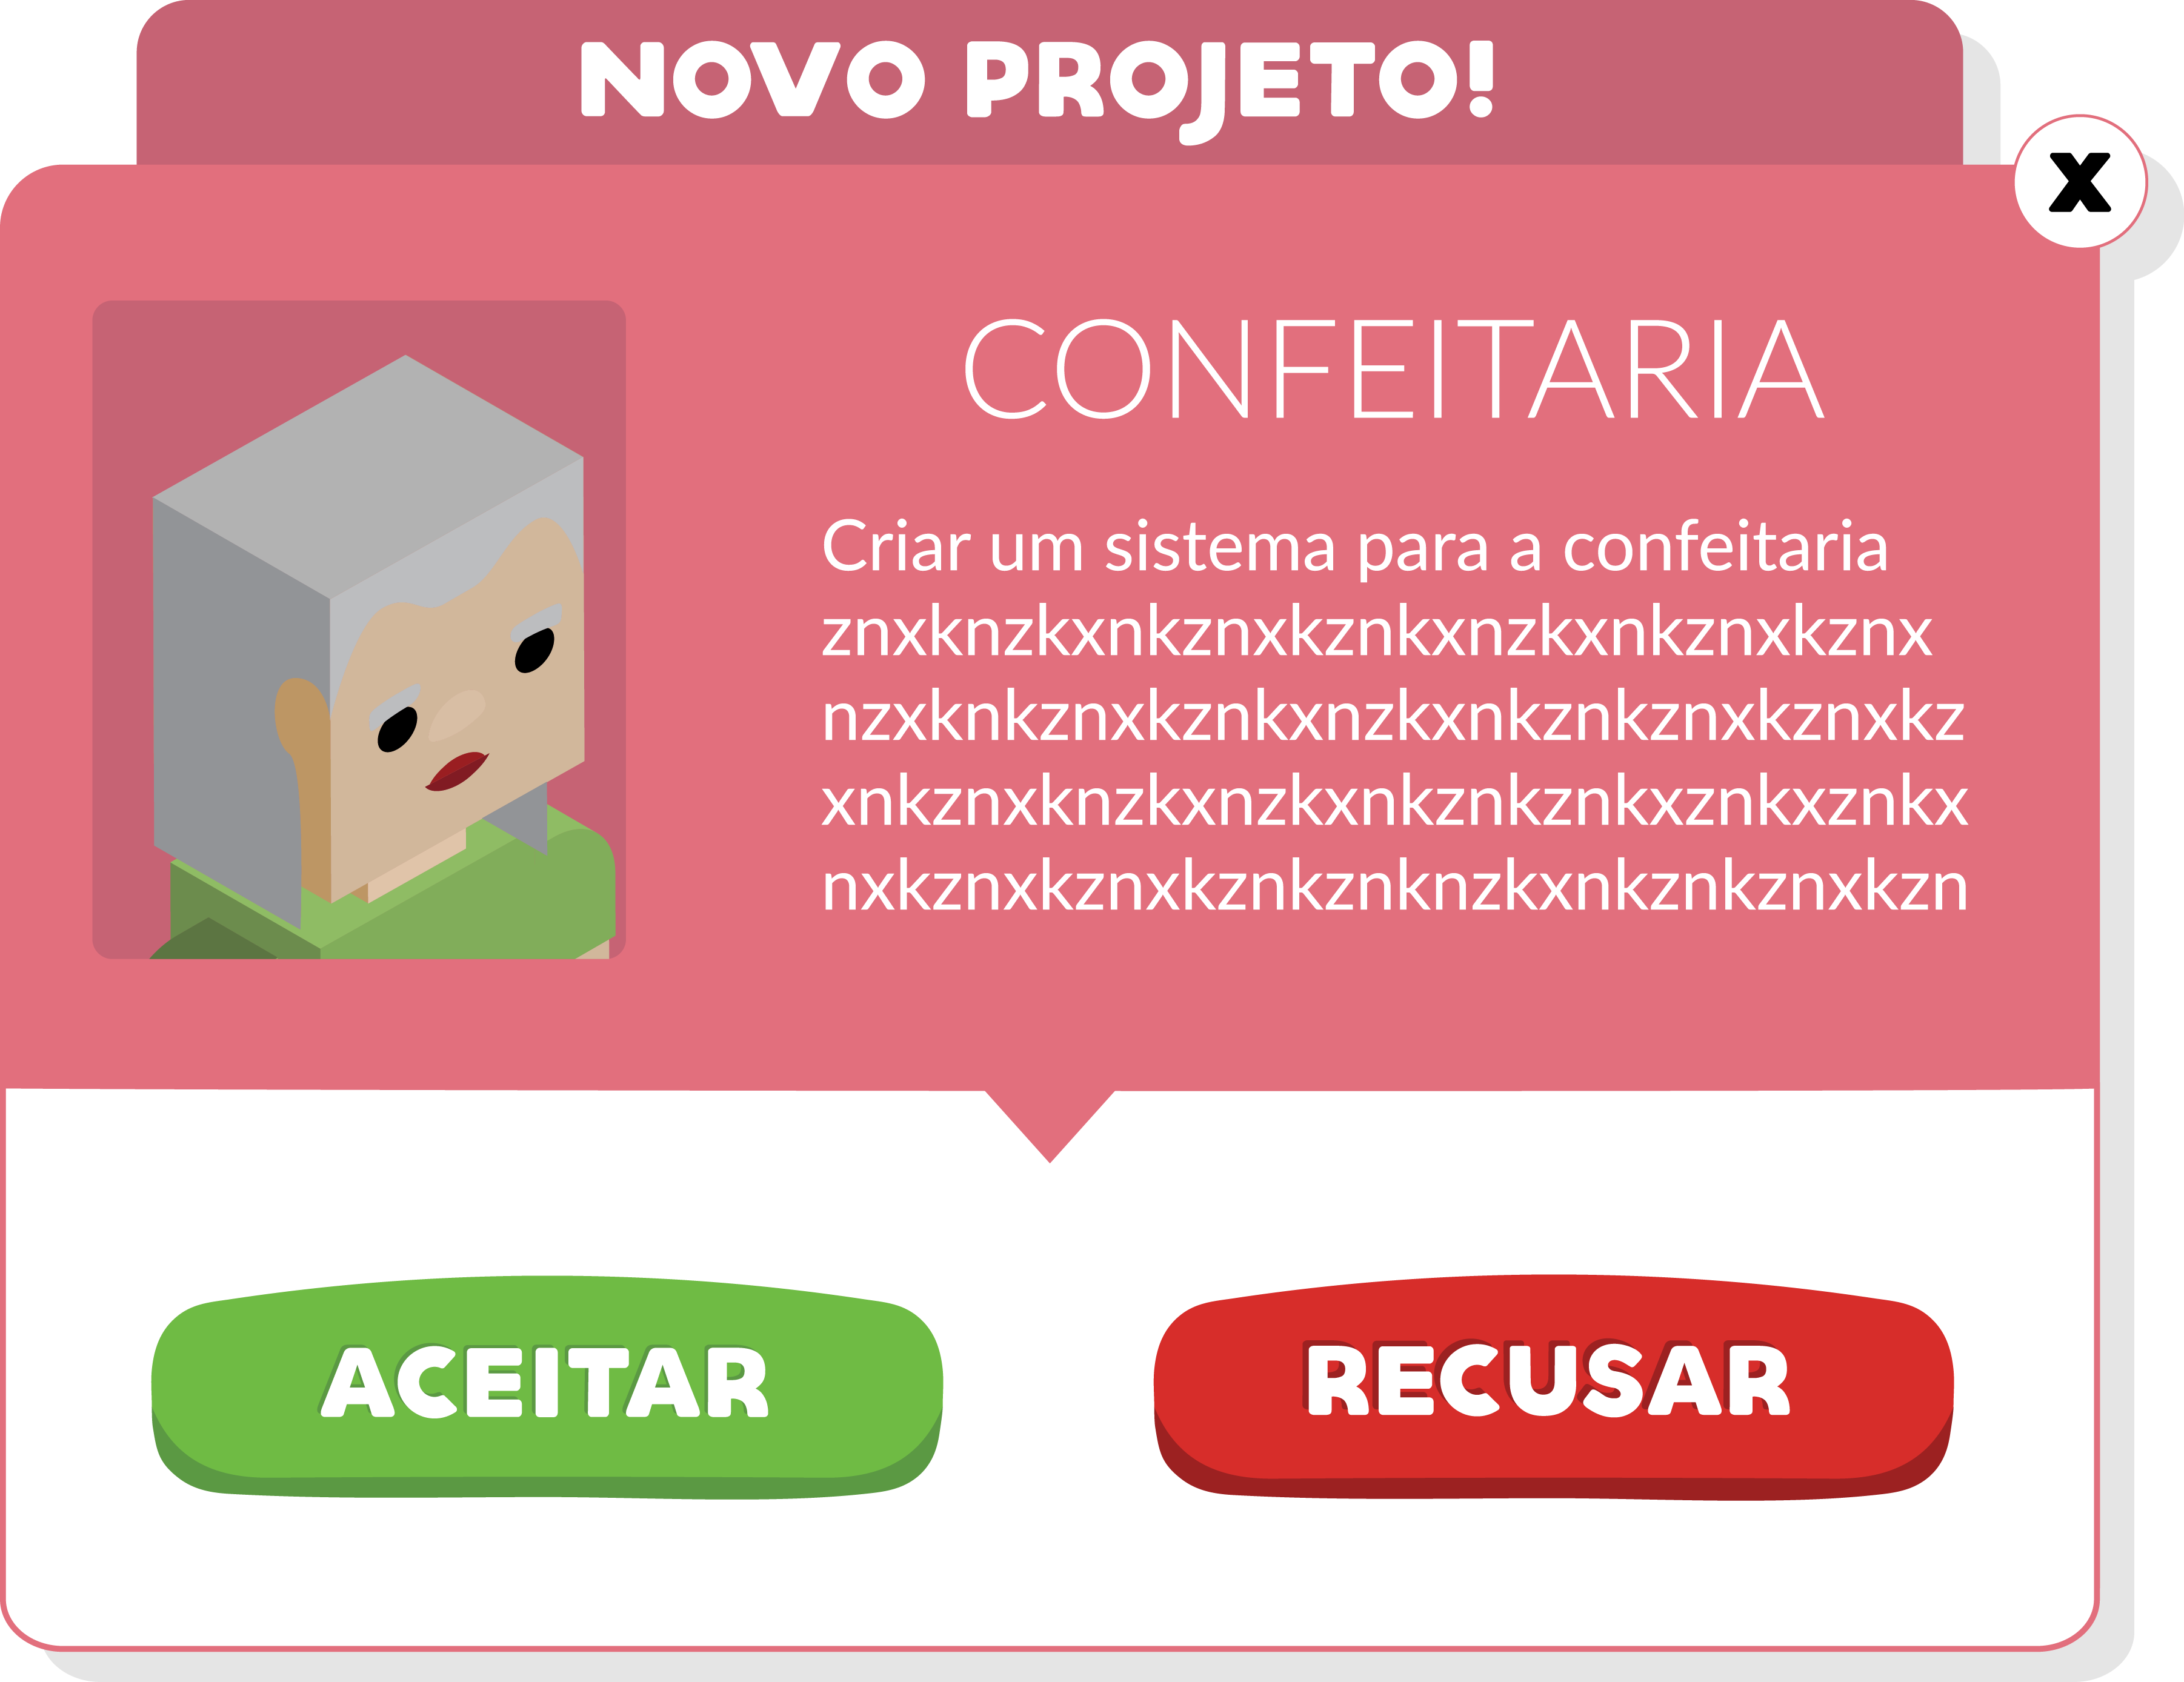 NOVO PROJETO!
X
CONFEITARIA
Criar um sistema para a confeitaria
znxknzkxnkznxkznkxnzkxnkznxkznx
nzxknkznxkznkxnzkxnkznkznxkznxkz
xnkznxknzkxnzkxnkznkznkxznkxznkx
nxkznxkznxkznkznknzkxnkznkznxkzn
ACEITAR
RECUSAR